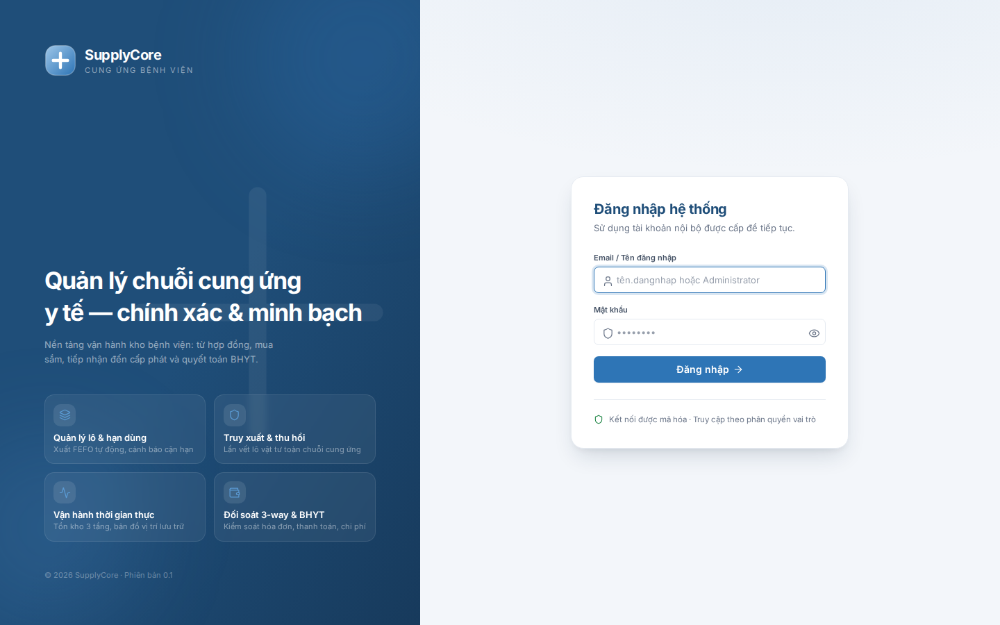 SupplyCore
CUNG ỨNG BỆNH VIỆN
Quản lý chuỗi cung ứng
y tế — chính xác & minh bạch
Nền tảng vận hành kho bệnh viện: từ hợp đồng, mua
sắm, tiếp nhận đến cấp phát và quyết toán BHYT.
Quản lý lô & hạn dùng
Xuất FEFO tự động, cảnh báo cận hạn
Truy xuất & thu hồi
Lần vết lô vật tư toàn chuỗi cung ứng
Vận hành thời gian thực
Tồn kho 3 tầng, bản đồ vị trí lưu trữ
Đối soát 3-way & BHYT
Kiểm soát hóa đơn, thanh toán, chi phí
© 2026 SupplyCore · Phiên bản 0.1
Đăng nhập hệ thống
Sử dụng tài khoản nội bộ được cấp để tiếp tục.
Email / Tên đăng nhập
tên.dangnhap hoặc Administrator
Mật khẩu
••••••••
Đăng nhập →
Kết nối được mã hóa · Truy cập theo phân quyền vai trò